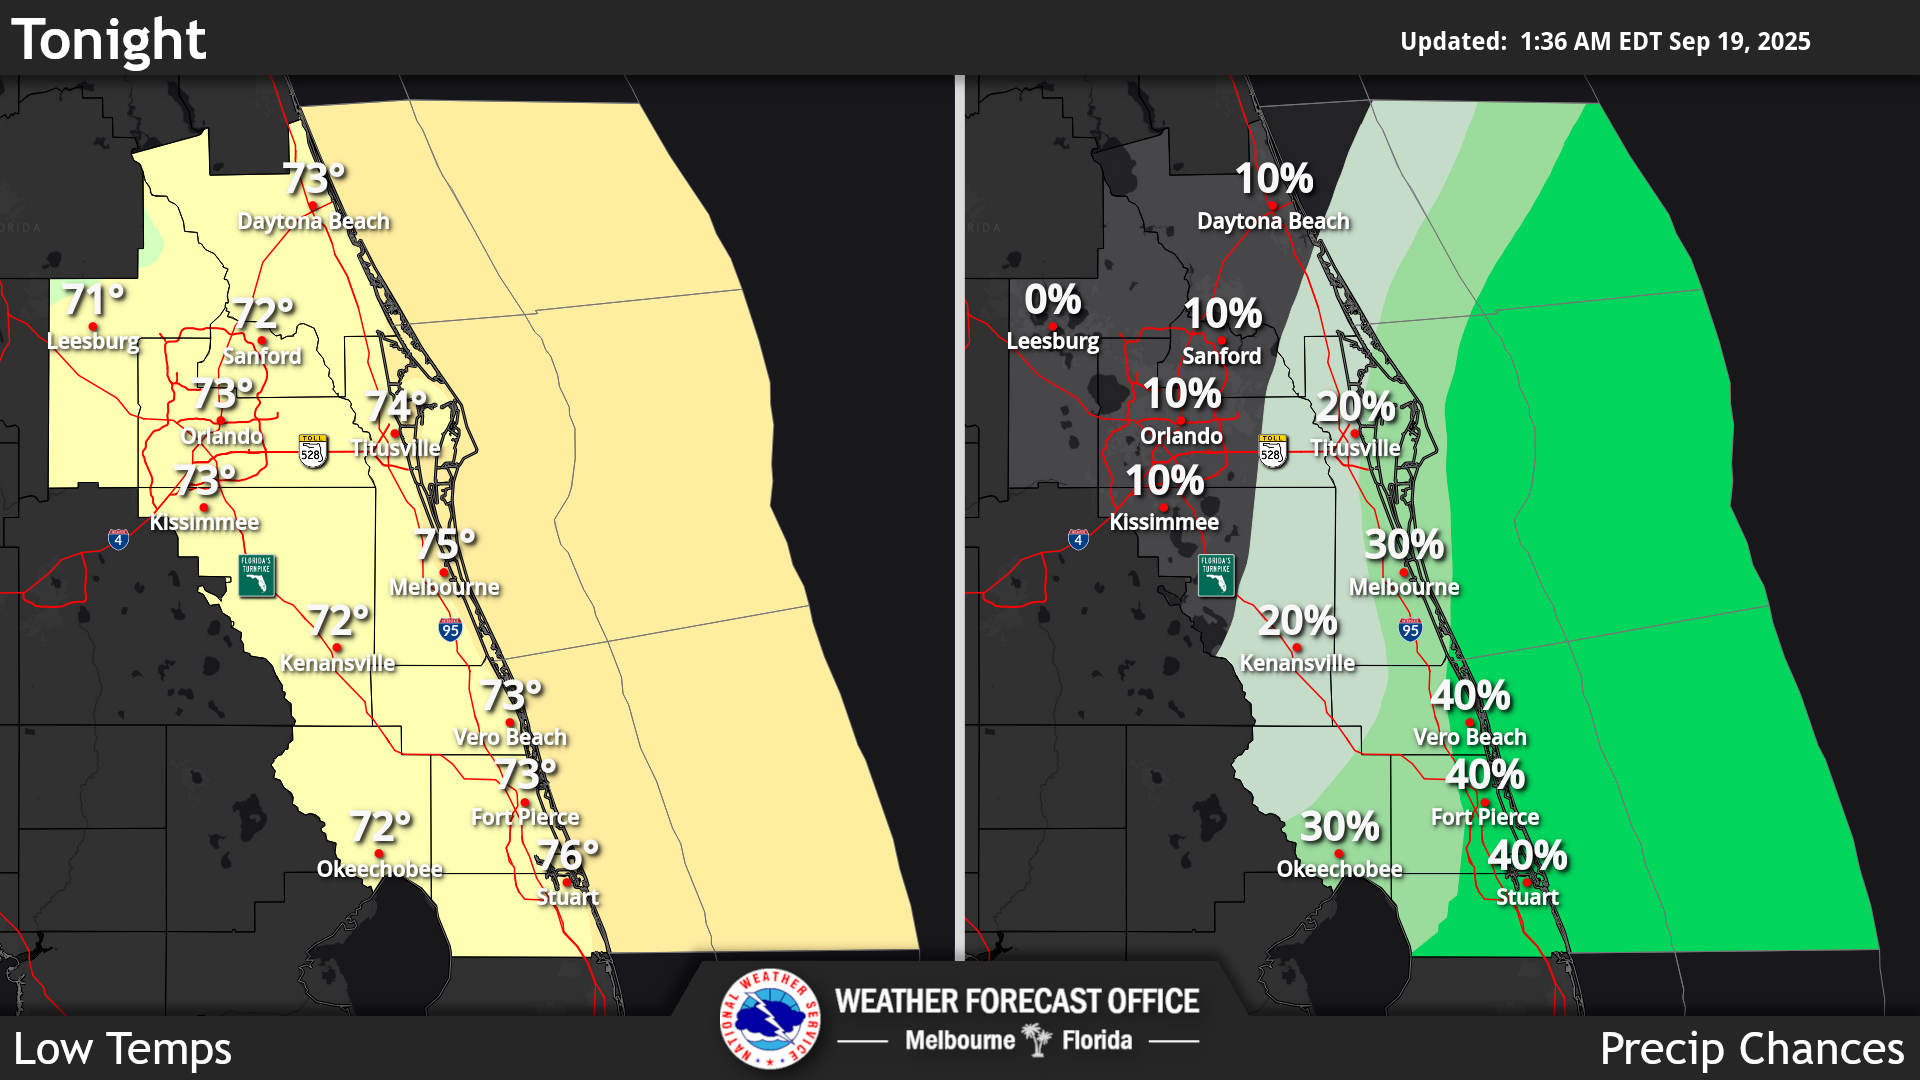 Tonight
Updated: 1:36 AM EDT Sep 19, 2025
73°
Daytona Beach
71°
Leesburg
72°
Sanford
73°
Orlando
74°
Titusville
TOLL
528
73°
Kissimmee
4
75°
Melbourne
FLORIDA'S
TURNPIKE
95
72°
Kenansville
73°
Vero Beach
73°
Fort Pierce
72°
Okeechobee
76°
Stuart
10%
Daytona Beach
0%
Leesburg
10%
Sanford
10%
Orlando
20%
Titusville
TOLL
528
10%
Kissimmee
4
30%
Melbourne
FLORIDA'S
TURNPIKE
95
20%
Kenansville
40%
Vero Beach
40%
Fort Pierce
30%
Okeechobee
40%
Stuart
Low Temps
NATIONAL WEATHER SERVICE
WEATHER FORECAST OFFICE
Melbourne Florida
Precip Chances